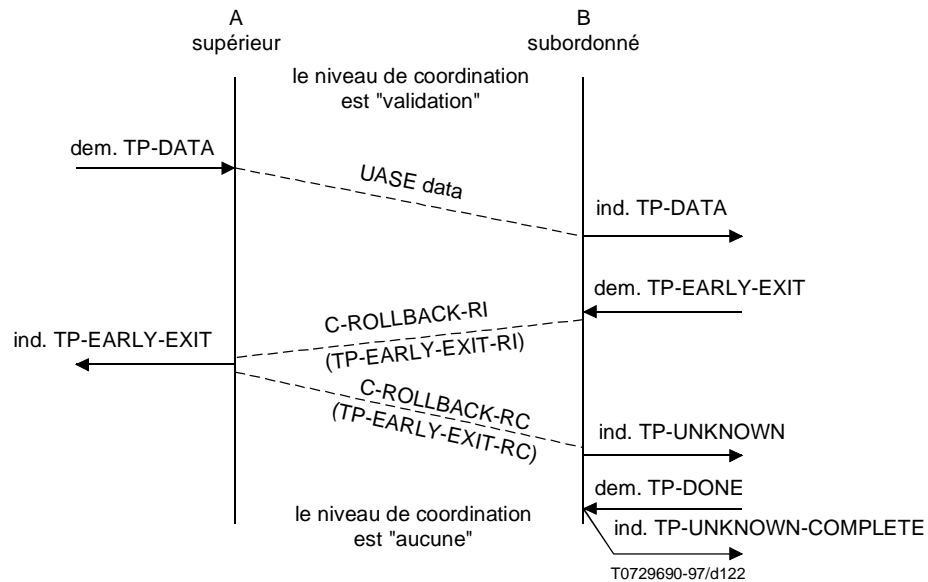 A
supérieur
B
subordonné
le niveau de coordination
est "validation"
dem. TP-DATA
UASE data
ind. TP-DATA
dem. TP-EARLY-EXIT
C-ROLLBACK-RI
(TP-EARLY-EXIT-RI)
ind. TP-EARLY-EXIT
C-ROLLBACK-RC
(TP-EARLY-EXIT-RC)
ind. TP-UNKNOWN
dem. TP-DONE
le niveau de coordination
est "aucune"
ind. TP-UNKNOWN-COMPLETE
T0729690-97/d122